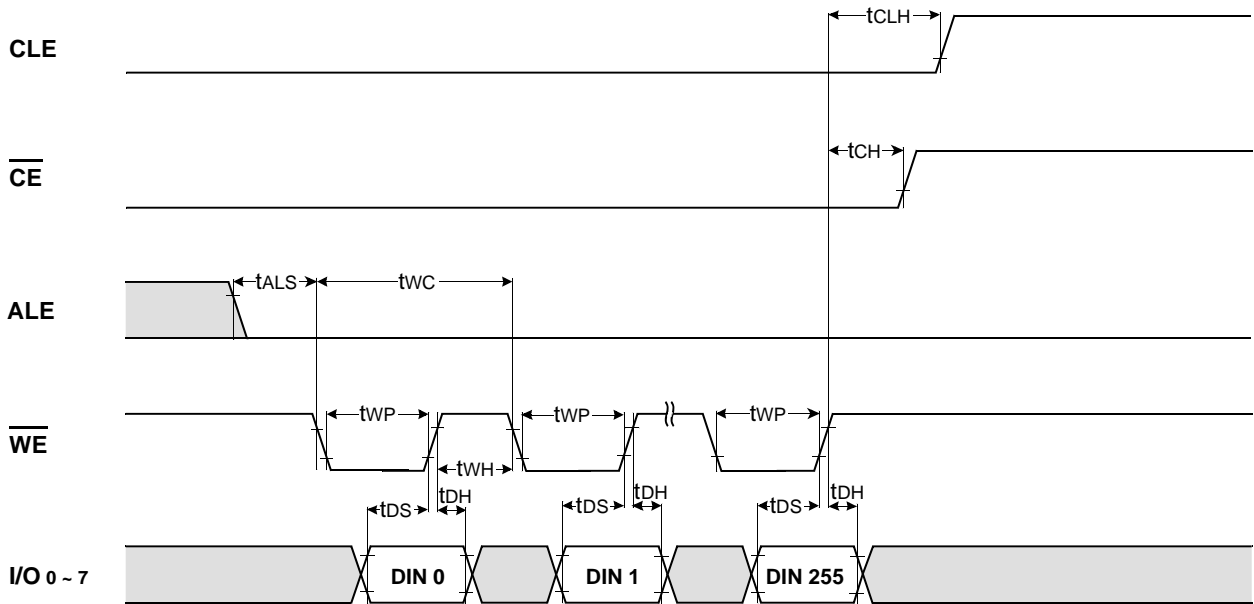 tCLH
CLE
tCH
CE
tALS
tWC
ALE
tWP
tWP
tWP
WE
tWH
tDS
tDH
tDS
tDH
tDS
tDH
I/O 0 ~ 7
DIN 0
DIN 1
DIN 255